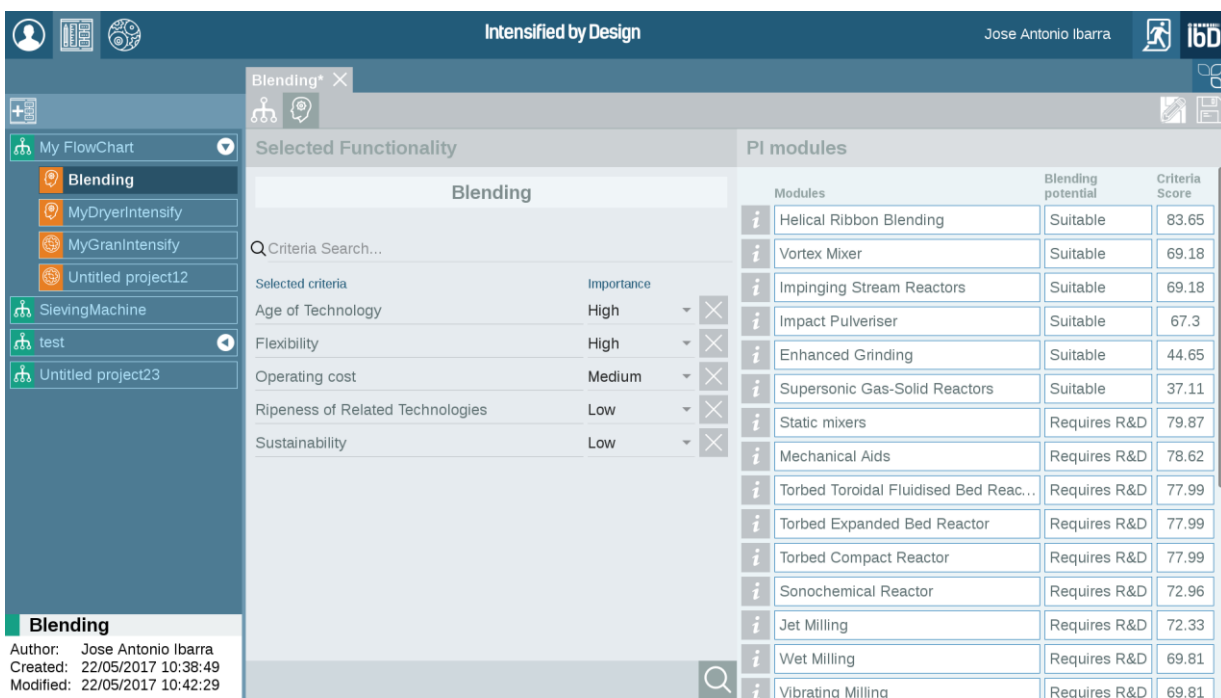 Intensified by Design
Jose Antonio Ibarra
ibD
Blending*
My FlowChart
Blending
MyDryerIntensify
MyGranIntensify
Untitled project12
SievingMachine
test
Untitled project23
Blending
Author: Jose Antonio Ibarra
Created: 22/05/2017 10:38:49
Modified: 22/05/2017 10:42:29
Selected Functionality
Blending
Criteria Search...
Selected criteria Importance
Age of Technology High
Flexibility High
Operating cost Medium
Ripeness of Related Technologies Low
Sustainability Low
PI modules
Modules Blending potential Criteria Score
i Helical Ribbon Blending Suitable 83.65
i Vortex Mixer Suitable 69.18
i Impinging Stream Reactors Suitable 69.18
i Impact Pulveriser Suitable 67.3
i Enhanced Grinding Suitable 44.65
i Supersonic Gas-Solid Reactors Suitable 37.11
i Static mixers Requires R&D 79.87
i Mechanical Aids Requires R&D 78.62
i Torbed Toroidal Fluidised Bed Reac... Requires R&D 77.99
i Torbed Expanded Bed Reactor Requires R&D 77.99
i Torbed Compact Reactor Requires R&D 77.99
i Sonochemical Reactor Requires R&D 72.96
i Jet Milling Requires R&D 72.33
i Wet Milling Requires R&D 69.81
i Vibrating Milling Requires R&D 69.81